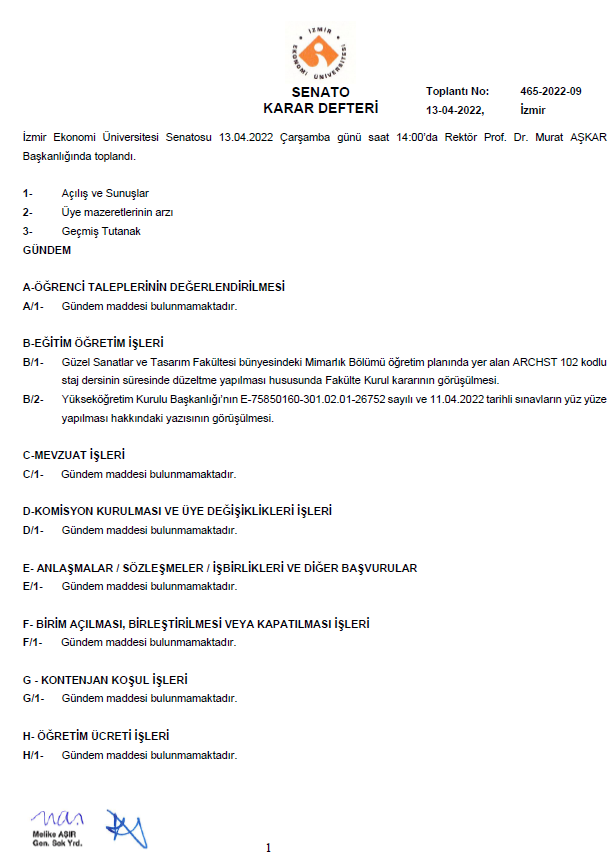 İZMİR EKONOMİ ÜNİVERSİTESİ
SENATO
KARAR DEFTERİ
Toplantı No: 465-2022-09
13-04-2022, İzmir
İzmir Ekonomi Üniversitesi Senatosu 13.04.2022 Çarşamba günü saat 14:00'da Rektör Prof. Dr. Murat AŞKAR
Başkanlığında toplandı.
1- Açılış ve Sunuşlar
2- Üye mazeretlerinin arzı
3- Geçmiş Tutanak
GÜNDEM
A-ÖĞRENCİ TALEPLERİNİN DEĞERLENDİRİLMESİ
A/1- Gündem maddesi bulunmamaktadır.
B-EĞİTİM ÖĞRETİM İŞLERİ
B/1- Güzel Sanatlar ve Tasarım Fakültesi bünyesindeki Mimarlık Bölümü öğretim planında yer alan ARCHST 102 kodlu
staj dersinin süresinde düzeltme yapılması hususunda Fakülte Kurul kararının görüşülmesi.
B/2- Yükseköğretim Kurulu Başkanlığı'nın E-75850160-301.02.01-26752 sayılı ve 11.04.2022 tarihli sınavların yüz yüze
yapılması hakkındaki yazısının görüşülmesi.
C-MEVZUAT İŞLERİ
C/1- Gündem maddesi bulunmamaktadır.
D-KOMİSYON KURULMASI VE ÜYE DEĞİŞİKLİKLERİ İŞLERİ
D/1- Gündem maddesi bulunmamaktadır.
E- ANLAŞMALAR / SÖZLEŞMELER / İŞBİRLİKLERİ VE DİĞER BAŞVURULAR
E/1- Gündem maddesi bulunmamaktadır.
F- BİRİM AÇILMASI, BİRLEŞTİRİLMESİ VEYA KAPATILMASI İŞLERİ
F/1- Gündem maddesi bulunmamaktadır.
G - KONTENJAN KOŞUL İŞLERİ
G/1- Gündem maddesi bulunmamaktadır.
H- ÖĞRETİM ÜCRETİ İŞLERİ
H/1- Gündem maddesi bulunmamaktadır.
Melike AŞIR
Gen. Sek Yrd.
1